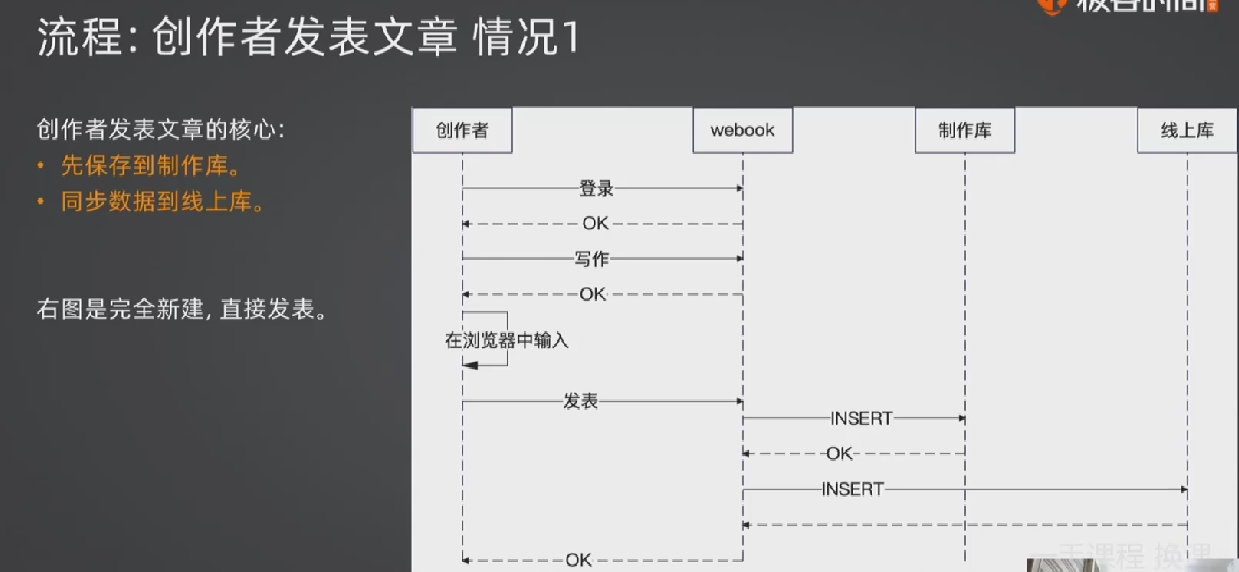 极客时间
流程: 创作者发表文章 情况1
创作者发表文章的核心:
• 先保存到制作库。
• 同步数据到线上库。
右图是完全新建, 直接发表。
创作者
webook
制作库
线上库
登录
OK
写作
OK
在浏览器中输入
发表
INSERT
OK
INSERT
OK
一手课程 换课